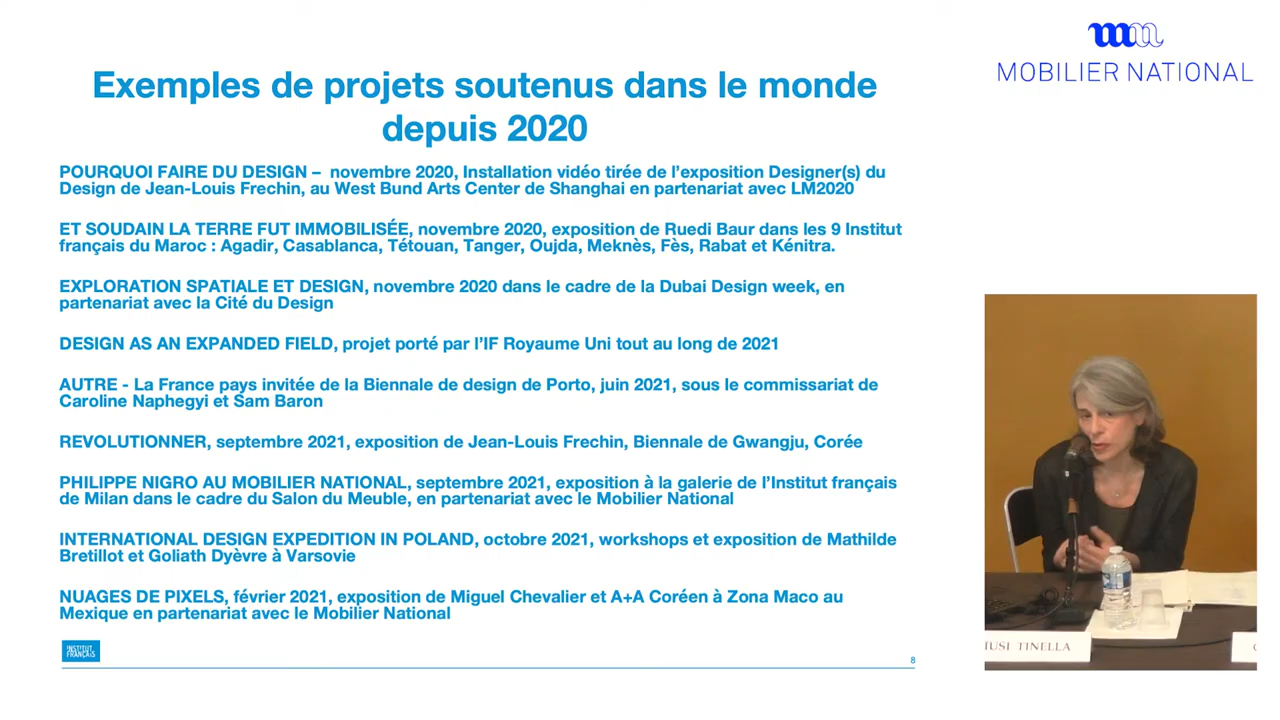 MOBILIER NATIONAL
Exemples de projets soutenus dans le monde
depuis 2020
POURQUOI FAIRE DU DESIGN – novembre 2020, Installation vidéo tirée de l'exposition Designer(s) du
Design de Jean-Louis Frechin, au West Bund Arts Center de Shanghai en partenariat avec LM2020
ET SOUDAIN LA TERRE FUT IMMOBILISÉE, novembre 2020, exposition de Ruedi Baur dans les 9 Institut
français du Maroc : Agadir, Casablanca, Tétouan, Tanger, Oujda, Meknès, Fès, Rabat et Kénitra.
EXPLORATION SPATIALE ET DESIGN, novembre 2020 dans le cadre de la Dubai Design week, en
partenariat avec la Cité du Design
DESIGN AS AN EXPANDED FIELD, projet porté par l'IF Royaume Uni tout au long de 2021
AUTRE - La France pays invitée de la Biennale de design de Porto, juin 2021, sous le commissariat de
Caroline Naphegyi et Sam Baron
REVOLUTIONNER, septembre 2021, exposition de Jean-Louis Frechin, Biennale de Gwangju, Corée
PHILIPPE NIGRO AU MOBILIER NATIONAL, septembre 2021, exposition à la galerie de l'Institut français
de Milan dans le cadre du Salon du Meuble, en partenariat avec le Mobilier National
INTERNATIONAL DESIGN EXPEDITION IN POLAND, octobre 2021, workshops et exposition de Mathilde
Bretillot et Goliath Dyèvre à Varsovie
NUAGES DE PIXELS, février 2021, exposition de Miguel Chevalier et A+A Coréen à Zona Maco au
Mexique en partenariat avec le Mobilier National
INSTITUT
FRANÇAIS
8
TUSI TINELLA